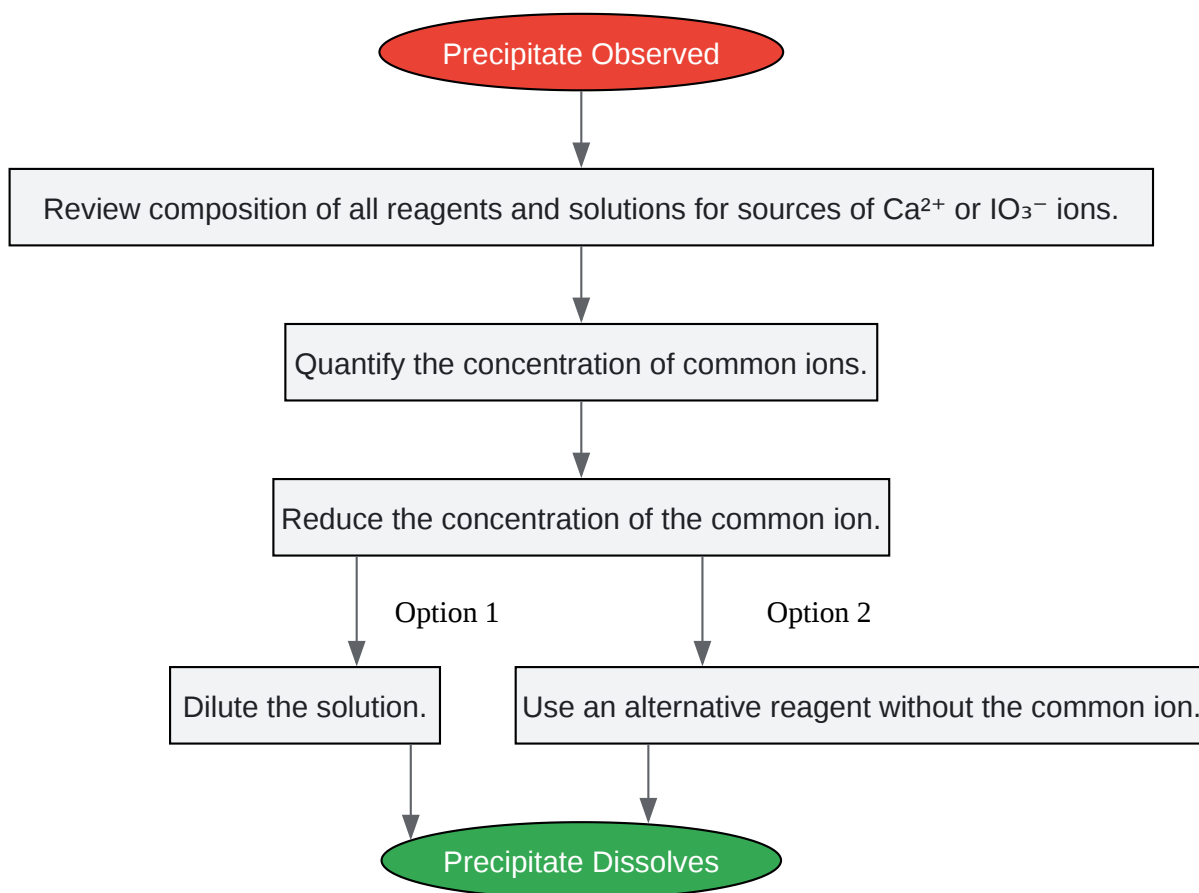 Precipitate Observed
Review composition of all reagents and solutions for sources of Ca²⁺ or IO₃⁻ ions.
Quantify the concentration of common ions.
Reduce the concentration of the common ion.
Option 1
Option 2
Dilute the solution.
Use an alternative reagent without the common ion.
Precipitate Dissolves